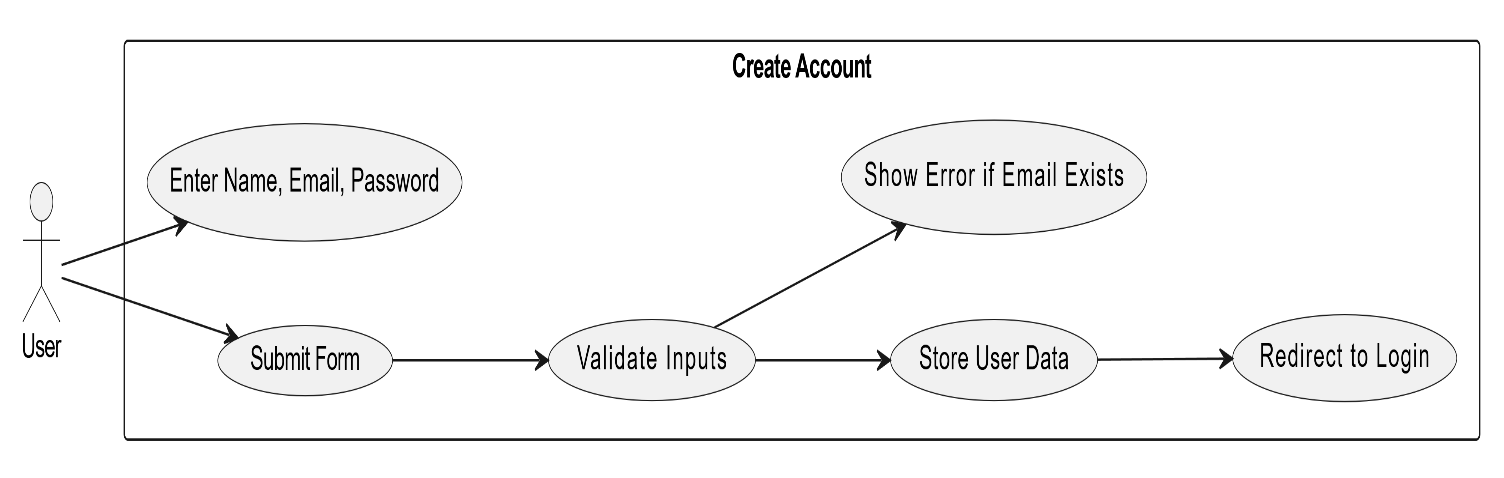 Create Account
Enter Name, Email, Password
Show Error if Email Exists
User
Submit Form
Validate Inputs
Store User Data
Redirect to Login